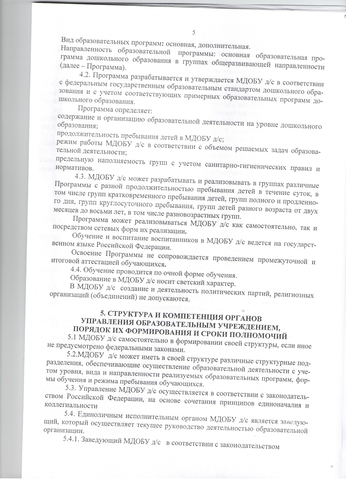 5
Вид образовательных программ: основная, дополнительная.
Направленность образовательной программы: основная образовательная про-
грамма дошкольного образования в группах общеразвивающей направленности
(далее – Программа).
4.2. Программа разрабатывается и утверждается МДОБУ д/с в соответствии
с федеральным государственным образовательным стандартом дошкольного обра-
зования и с учетом соответствующих примерных образовательных программ до-
школьного образования.
Программа определяет:
содержание и организацию образовательной деятельности на уровне дошкольного
образования;
продолжительность пребывания детей в МДОБУ д/с;
режим работы МДОБУ д/с в соответствии с объемом решаемых задач образова-
тельной деятельности;
предельную наполняемость групп с учетом санитарно-гигиенических правил и
нормативов.
4.3. МДОБУ д/с может разрабатывать и реализовывать в группах различные
Программы с разной продолжительностью пребывания детей в течение суток, в
том числе групп кратковременного пребывания детей, групп полного и продленно-
го дня, групп круглосуточного пребывания, групп детей разного возраста от двух
месяцев до восьми лет, в том числе разновозрастных групп.
Программа может реализовываться МДОБУ д/с как самостоятельно, так и
посредством сетевых форм их реализации.
Обучение и воспитание воспитанников в МДОБУ д/с ведется на государст-
венном языке Российской Федерации.
Освоение Программы не сопровождается проведением промежуточной и
итоговой аттестацией обучающихся.
4.4. Обучение проводится по очной форме обучения.
Образование в МДОБУ д/с носит светский характер.
В МДОБУ д/с создание и деятельность политических партий, религиозных
организаций (объединений) не допускаются.
5. СТРУКТУРА И КОМПЕТЕНЦИЯ ОРГАНОВ
УПРАВЛЕНИЯ ОБРАЗОВАТЕЛЬНЫМ УЧРЕЖДЕНИЕМ,
ПОРЯДОК ИХ ФОРМИРОВАНИЯ И СРОКИ ПОЛНОМОЧИЙ
5.1 МДОБУ д/с самостоятельно в формировании своей структуры, если иное
не предусмотрено федеральными законами.
5.2.МДОБУ д/с может иметь в своей структуре различные структурные под-
разделения, обеспечивающие осуществление образовательной деятельности с уче-
том уровня, вида и направленности реализуемых образовательных программ, фор-
мы обучения и режима пребывания обучающихся.
5.3. Управление МДОБУ д/с осуществляется в соответствии с законодатель-
ством Российской Федерации, на основе сочетания принципов единоначалия и
коллегиальности
5.4. Единоличным исполнительным органом МДОБУ д/с является заведую-
щий, который осуществляет текущее руководство деятельностью образовательной
организации.
5.4.1. Заведующий МДОБУ д/с в соответствии с законодательством